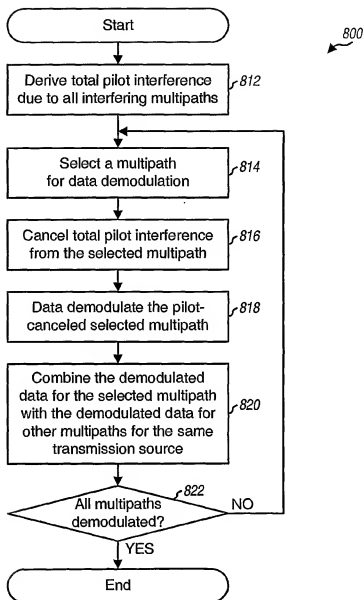 Start
800
Derive total pilot interference
due to all interfering multipaths
812
Select a multipath
for data demodulation
814
Cancel total pilot interference
from the selected multipath
816
Data demodulate the pilot-
canceled selected multipath
818
Combine the demodulated
data for the selected multipath
with the demodulated data for
other multipaths for the same
transmission source
820
822
All multipaths
demodulated?
NO
YES
End